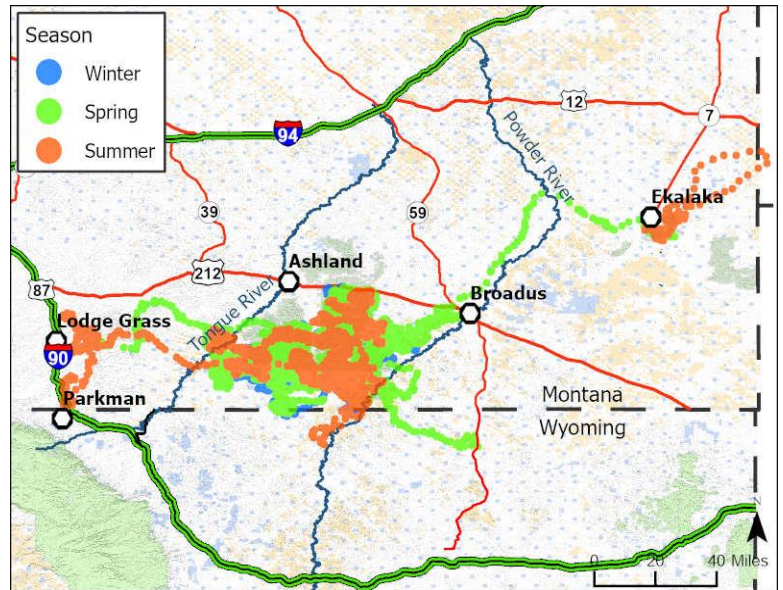 Season
Winter
Spring
Summer
94
12
7
Powder River
Ekalaka
39
59
212
Ashland
87
Tongue River
Broadus
Lodge Grass
90
Parkman
Montana
Wyoming
N
0 20 40 Miles